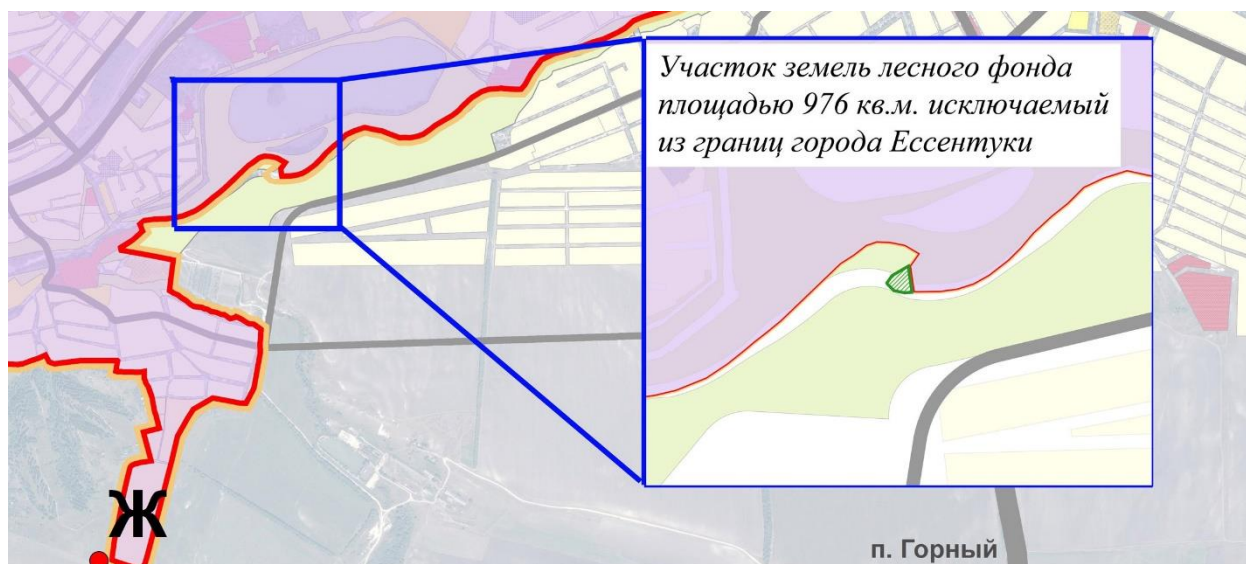 Участок земель лесного фонда
площадью 976 кв.м. исключаемый
из границ города Ессентуки
Ж
п. Горный